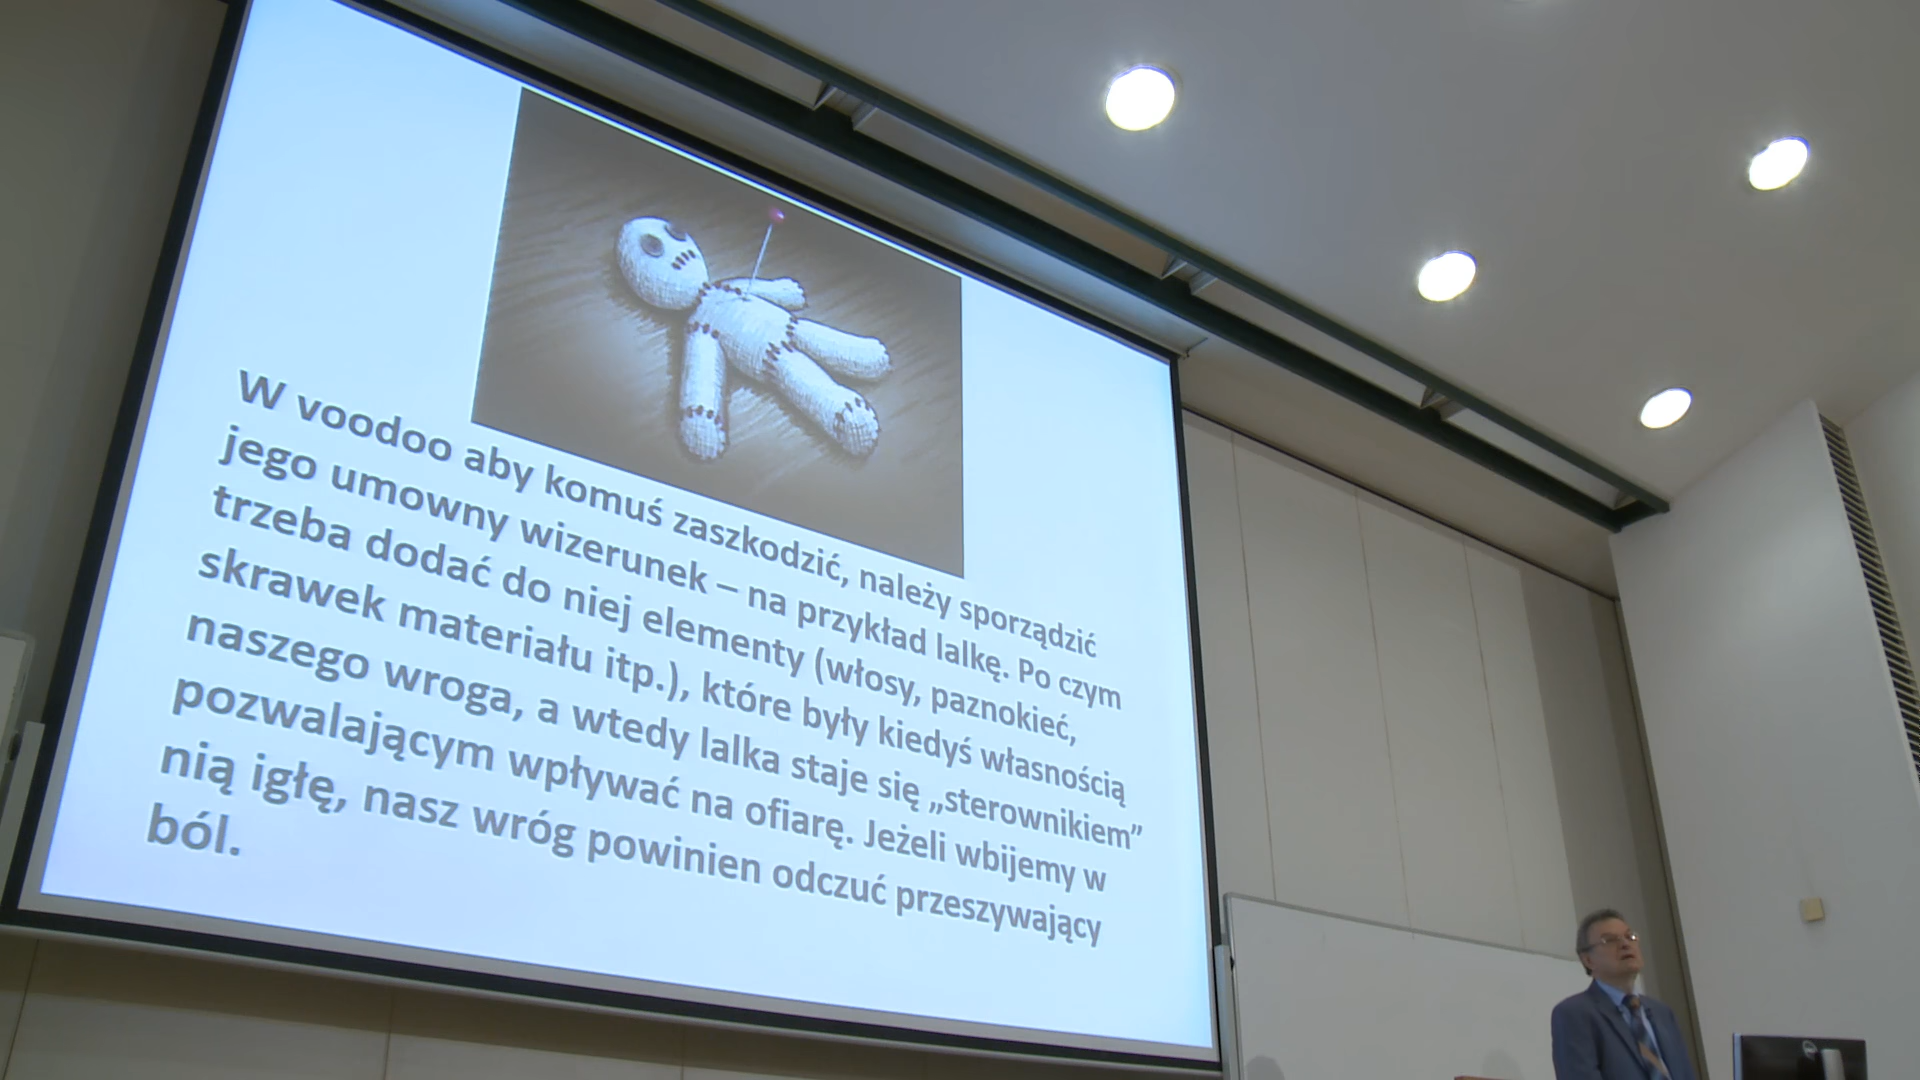 W voodoo aby komuś zaszkodzić, należy sporządzić
jego umowny wizerunek – na przykład lalkę. Po czym
trzeba dodać do niej elementy (włosy, paznokieć,
skrawek materiału itp.), które były kiedyś własnością
naszego wroga, a wtedy lalka staje się „sterownikiem”
pozwalającym wpływać na ofiarę. Jeżeli wbijemy w
nią igłę, nasz wróg powinien odczuć przeszywający
ból.